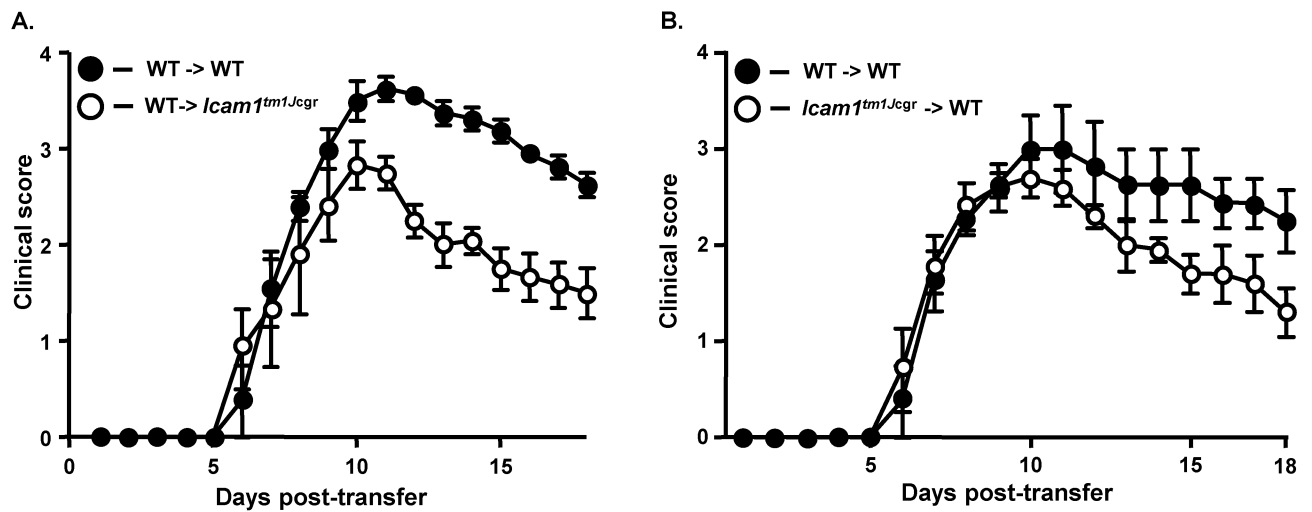 A.
4
3
2
1
0
Clinical score
WT -> WT
WT-> Icam1tm1Jcgr
0 5 10 15
Days post-transfer
B.
4
3
2
1
0
Clinical score
WT -> WT
Icam1tm1Jcgr -> WT
5 10 15 18
Days post-transfer